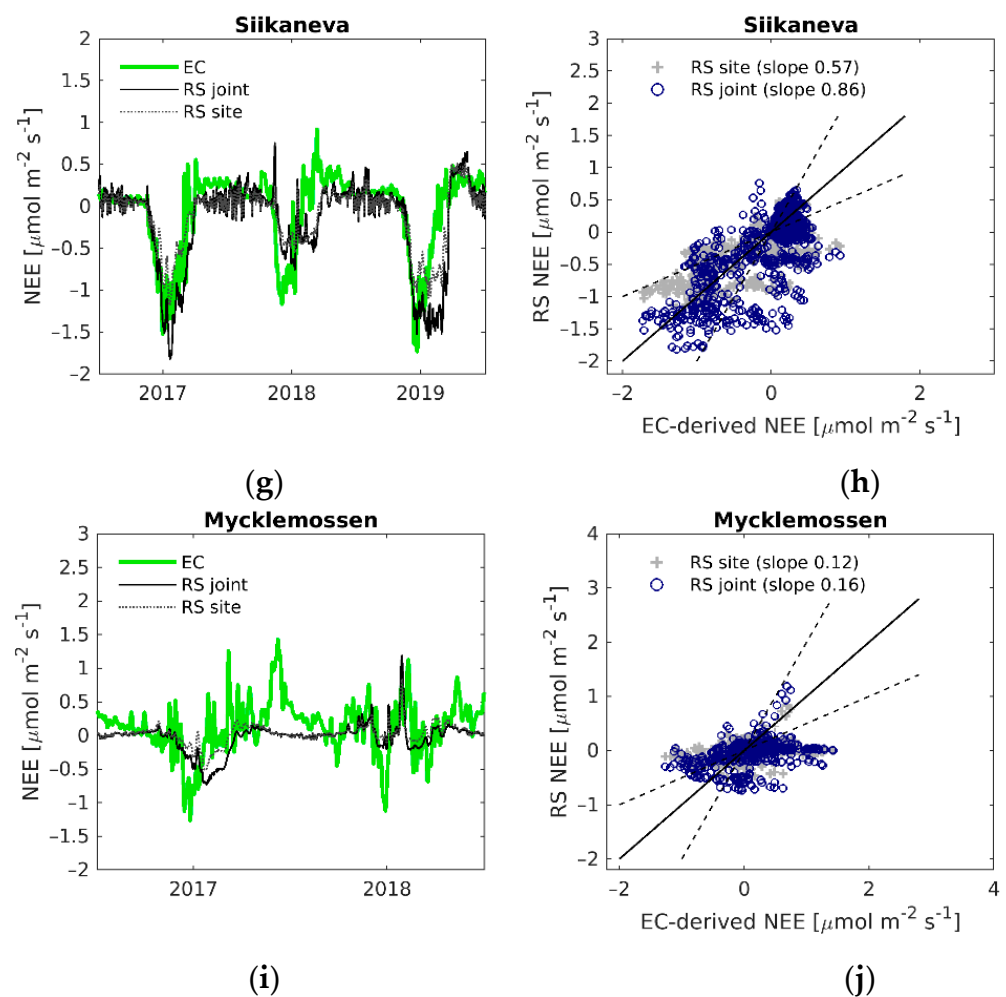 Siikaneva
NEE [μmol m-2 s-1]
2
1.5
1
0.5
0
−0.5
−1
−1.5
−2
EC
RS joint
RS site
2017
2018
2019
(g)
Siikaneva
RS NEE [μmol m-2 s-1]
3
2.5
2
1.5
1
0.5
0
−0.5
−1
−1.5
−2
RS site (slope 0.57)
RS joint (slope 0.86)
−2
0
2
EC-derived NEE [μmol m-2 s-1]
(h)
Mycklemossen
NEE [μmol m-2 s-1]
3
2.5
2
1.5
1
0.5
0
−0.5
−1
−1.5
−2
EC
RS joint
RS site
2017
2018
(i)
Mycklemossen
RS NEE [μmol m-2 s-1]
4
3
2
1
0
−1
−2
RS site (slope 0.12)
RS joint (slope 0.16)
−2
0
2
4
EC-derived NEE [μmol m-2 s-1]
(j)